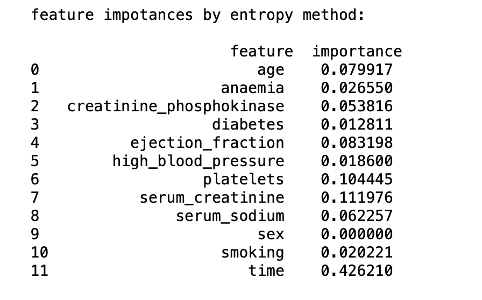 feature impotances by entropy method:
feature importance
0 age 0.079917
1 anaemia 0.026550
2 creatinine_phosphokinase 0.053816
3 diabetes 0.012811
4 ejection_fraction 0.083198
5 high_blood_pressure 0.018600
6 platelets 0.104445
7 serum_creatinine 0.111976
8 serum_sodium 0.062257
9 sex 0.000000
10 smoking 0.020221
11 time 0.426210